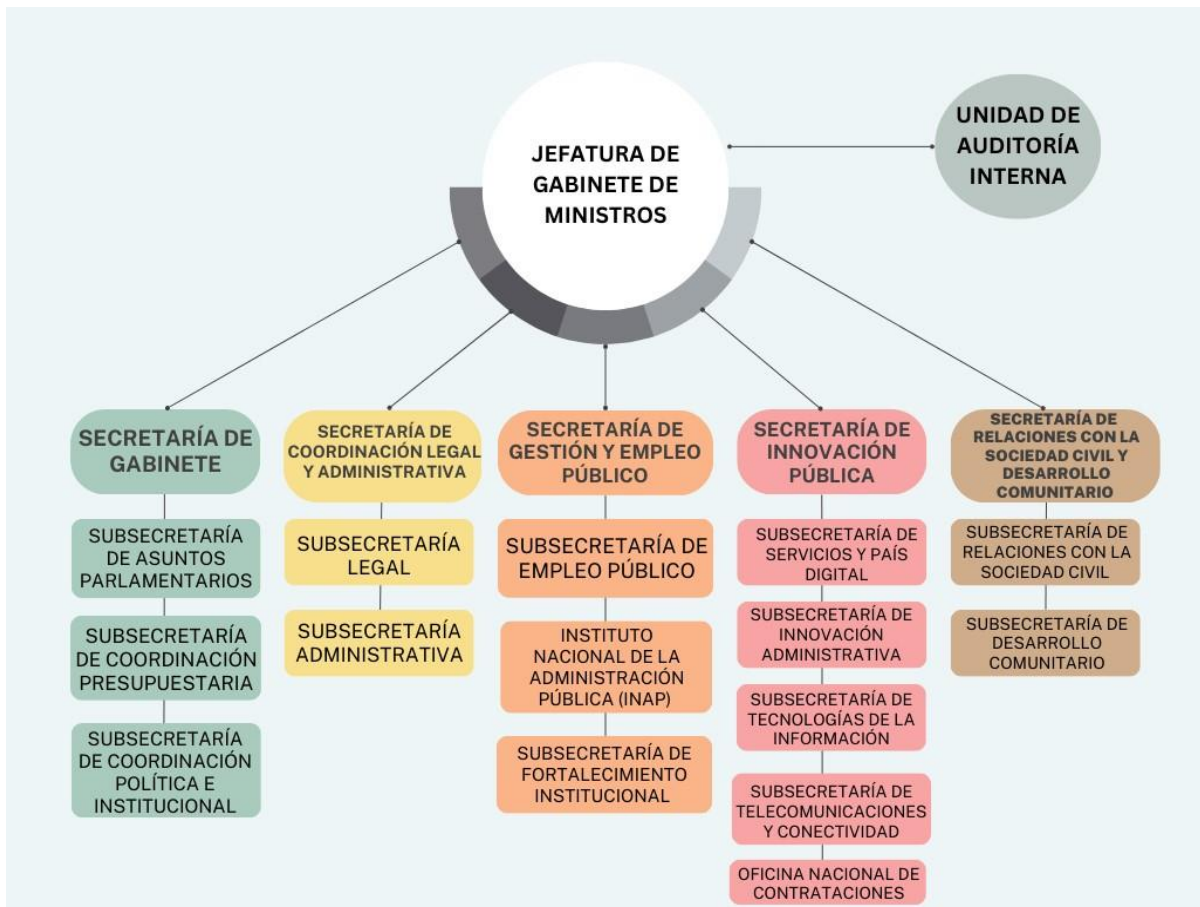 JEFATURA DE
GABINETE DE
MINISTROS
UNIDAD DE
AUDITORÍA
INTERNA
SECRETARÍA DE
GABINETE
SUBSECRETARÍA
DE ASUNTOS
PARLAMENTARIOS
SUBSECRETARÍA
DE COORDINACIÓN
PRESUPUESTARIA
SUBSECRETARÍA
DE COORDINACIÓN
POLÍTICA E
INSTITUCIONAL
SECRETARÍA DE
COORDINACIÓN LEGAL
Y ADMINISTRATIVA
SUBSECRETARÍA
LEGAL
SUBSECRETARÍA
ADMINISTRATIVA
SECRETARÍA DE
GESTIÓN Y EMPLEO
PÚBLICO
SUBSECRETARÍA DE
EMPLEO PÚBLICO
INSTITUTO
NACIONAL DE LA
ADMINISTRACIÓN
PÚBLICA (INAP)
SUBSECRETARÍA DE
FORTALECIMIENTO
INSTITUCIONAL
SECRETARÍA DE
INNOVACIÓN
PÚBLICA
SUBSECRETARÍA DE
SERVICIOS Y PAÍS
DIGITAL
SUBSECRETARÍA DE
INNOVACIÓN
ADMINISTRATIVA
SUBSECRETARÍA DE
TECNOLOGÍAS DE LA
INFORMACIÓN
SUBSECRETARÍA DE
TELECOMUNICACIONES
Y CONECTIVIDAD
OFICINA NACIONAL DE
CONTRATACIONES
SECRETARÍA DE
RELACIONES CON LA
SOCIEDAD CIVIL Y
DESARROLLO
COMUNITARIO
SUBSECRETARÍA DE
RELACIONES CON LA
SOCIEDAD CIVIL
SUBSECRETARÍA DE
DESARROLLO
COMUNITARIO